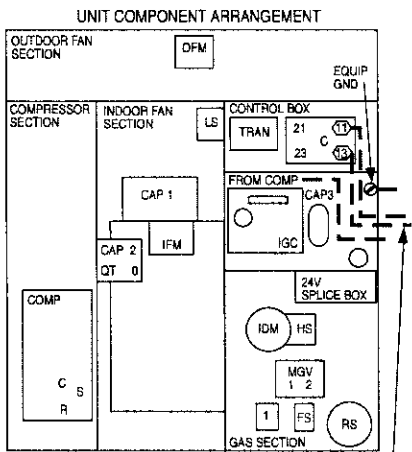 UNIT COMPONENT ARRANGEMENT
OUTDOOR FAN
SECTION
OFM
EQUIP
GND
COMPRESSOR
SECTION
INDOOR FAN
SECTION
LS
CONTROL BOX
TRAN
21
11
C
23
13
FROM COMP
CAP3
IGC
CAP 1
IFM
CAP 2
QT 0
24V
SPLICE BOX
COMP
C
S
R
IDM
HS
MGV
1 2
1
FS
RS
GAS SECTION